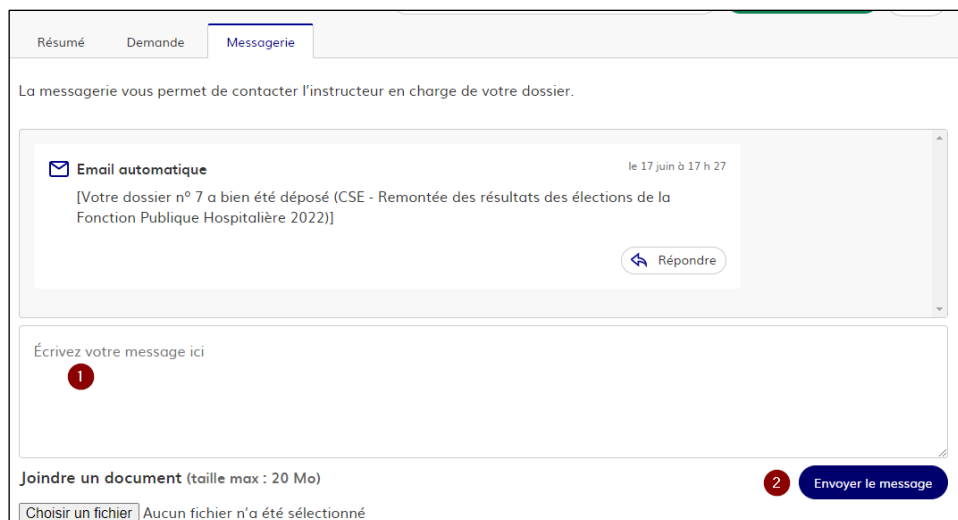 Résumé Demande Messagerie
La messagerie vous permet de contacter l'instructeur en charge de votre dossier.
Email automatique le 17 juin à 17 h 27
[Votre dossier nº 7 a bien été déposé (CSE - Remontée des résultats des élections de la
Fonction Publique Hospitalière 2022)]
Répondre
Écrivez votre message ici
1
Joindre un document (taille max : 20 Mo)
2 Envoyer le message
Choisir un fichier Aucun fichier n'a été sélectionné